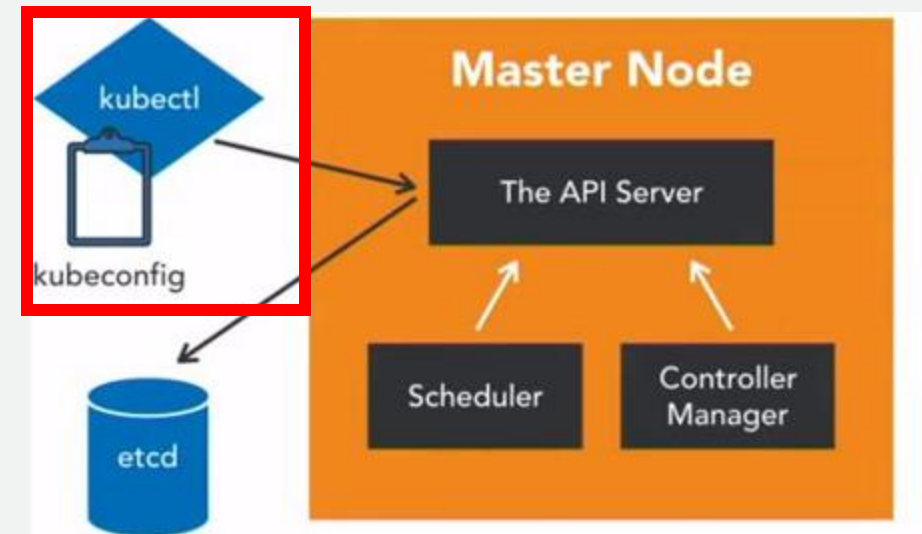 kubectl
kubeconfig
Master Node
The API Server
Scheduler
Controller
Manager
etcd